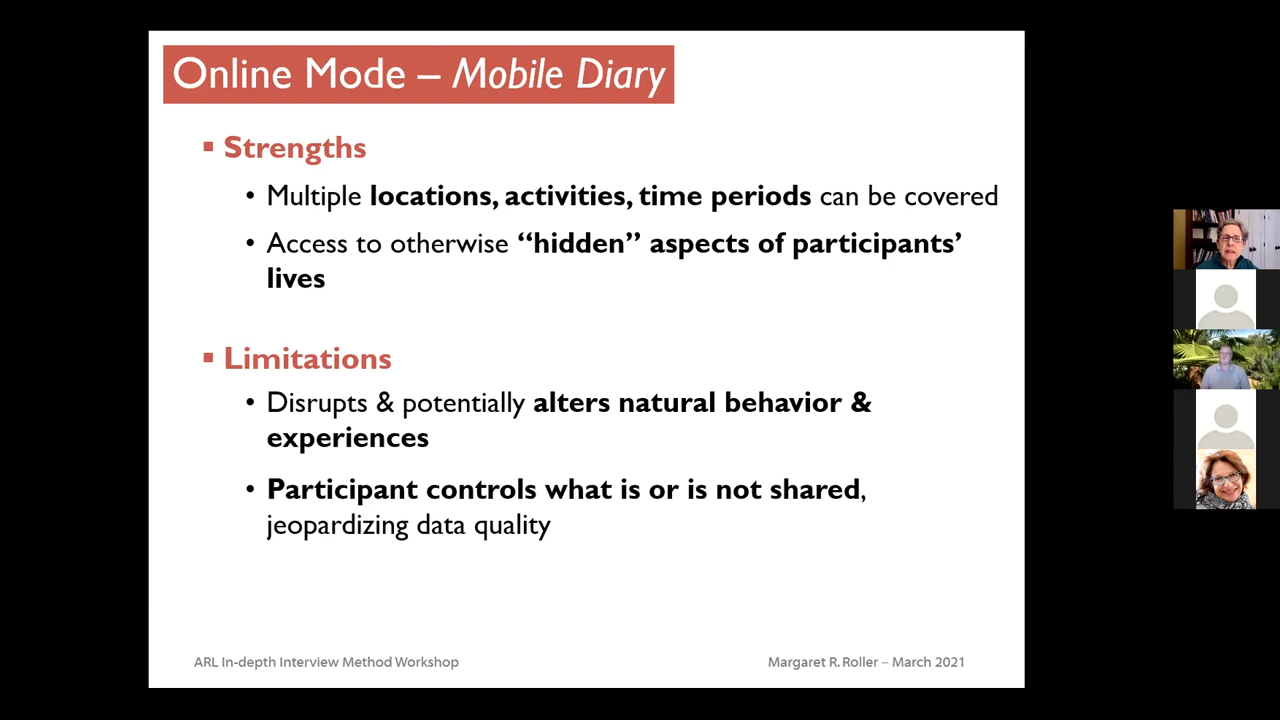 Online Mode – Mobile Diary
▪ Strengths
• Multiple locations, activities, time periods can be covered
• Access to otherwise “hidden” aspects of participants’
lives
▪ Limitations
• Disrupts & potentially alters natural behavior &
experiences
• Participant controls what is or is not shared,
jeopardizing data quality
ARL In-depth Interview Method Workshop
Margaret R. Roller – March 2021